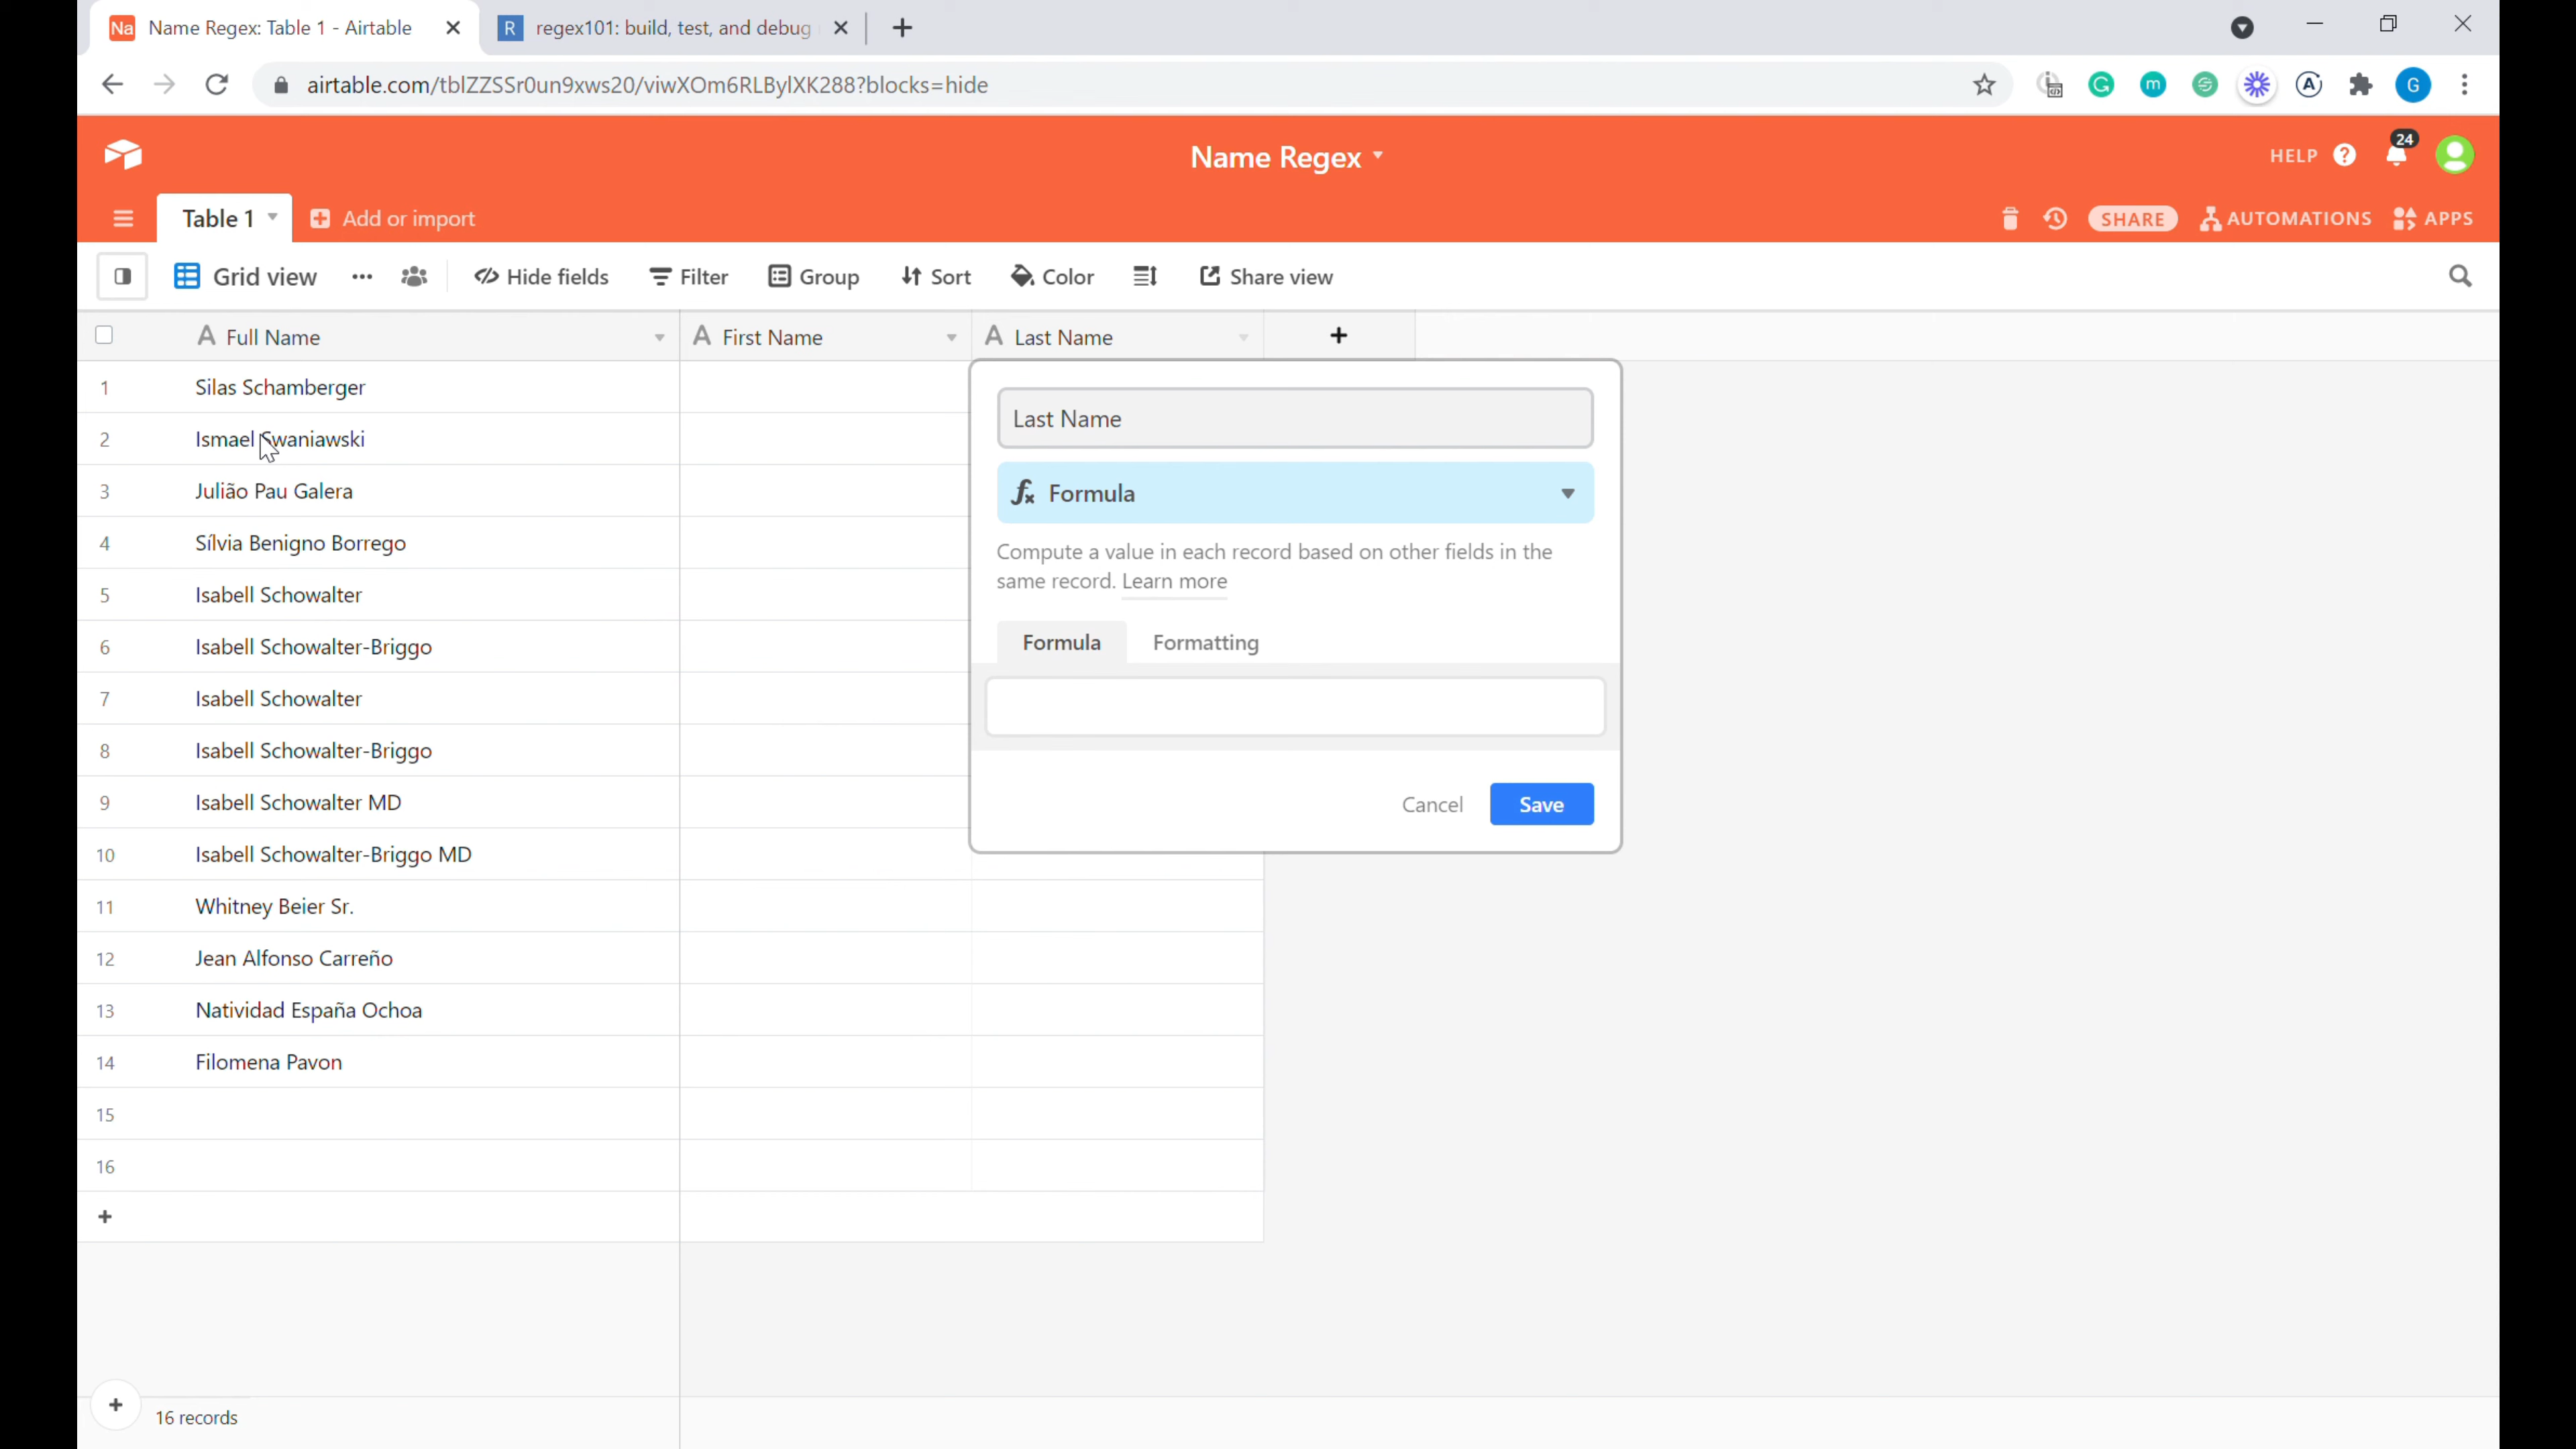 Na Name Regex: Table 1 - Airtable
R regex101: build, test, and debug
airtable.com/tblZZSSr0un9xws20/viwXOm6RLBylXK288?blocks=hide
G
Name Regex
HELP ? 24
Table 1
Add or import
SHARE AUTOMATIONS APPS
Grid view Hide fields Filter Group Sort Color Share view
A Full Name A First Name A Last Name
1 Silas Schamberger
2 Ismael Swaniawski
3 Julião Pau Galera
4 Sílvia Benigno Borrego
5 Isabell Schowalter
6 Isabell Schowalter-Briggo
7 Isabell Schowalter
8 Isabell Schowalter-Briggo
9 Isabell Schowalter MD
10 Isabell Schowalter-Briggo MD
11 Whitney Beier Sr.
12 Jean Alfonso Carreño
13 Natividad España Ochoa
14 Filomena Pavon
15
16
Last Name
Formula
Compute a value in each record based on other fields in the
same record. Learn more
Formula Formatting
Cancel Save
16 records